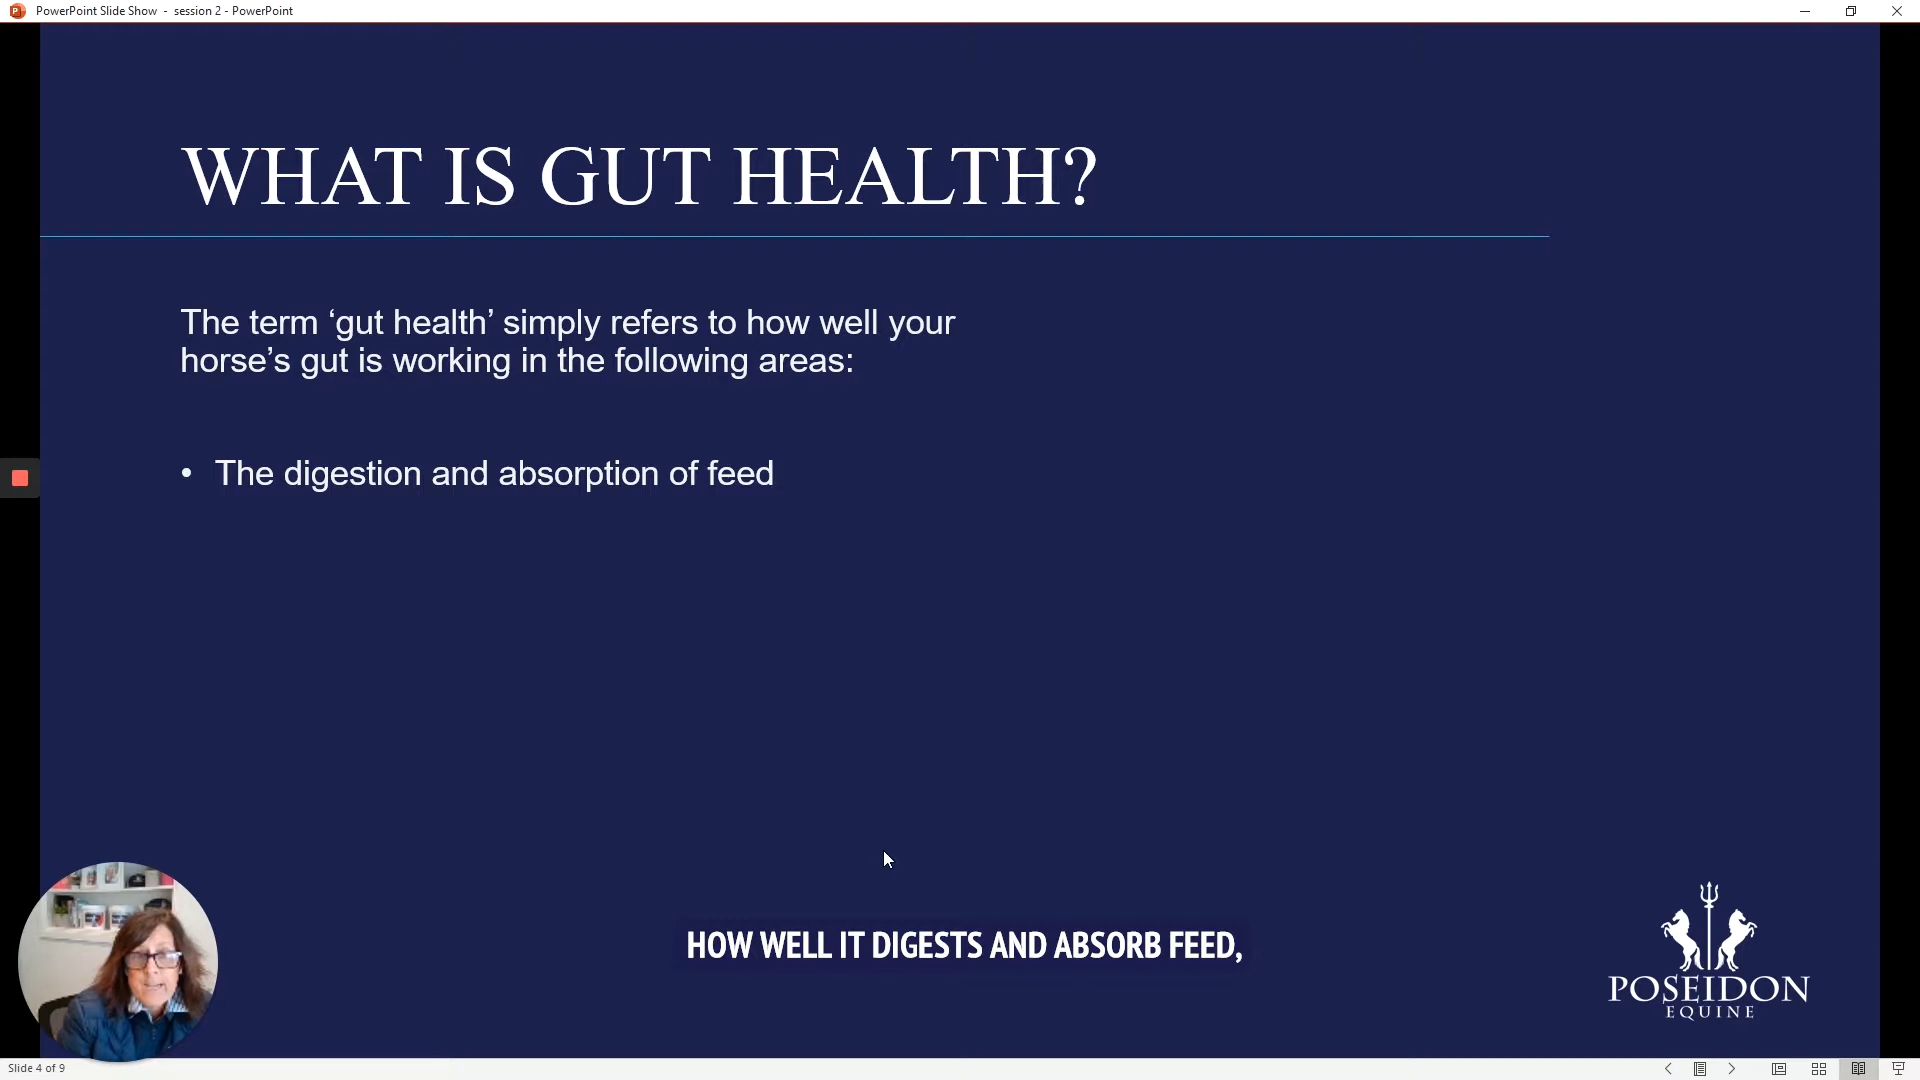 PowerPoint Slide Show - session 2 - PowerPoint
WHAT IS GUT HEALTH?
The term ‘gut health’ simply refers to how well your
horse’s gut is working in the following areas:
• The digestion and absorption of feed
HOW WELL IT DIGESTS AND ABSORB FEED,
POSEIDON
EQUINE
Slide 4 of 9